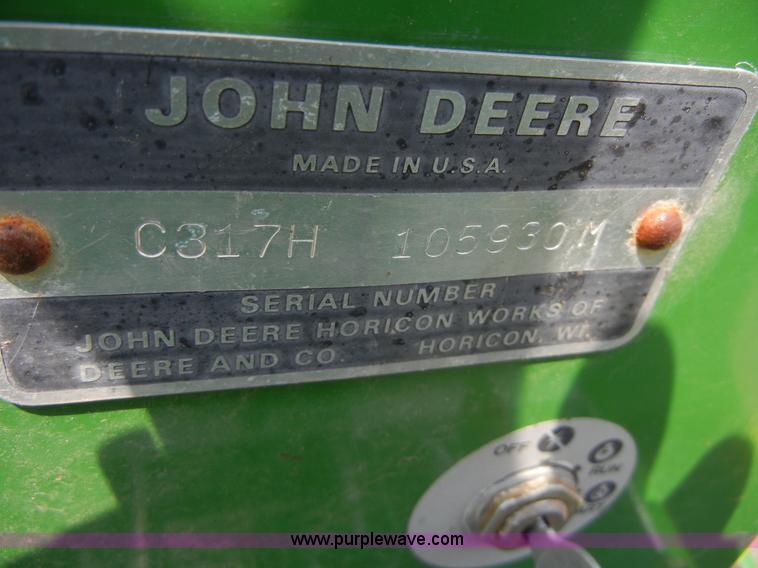 JOHN DEERE
MADE IN U.S.A.
C317H 105930M
SERIAL NUMBER
JOHN DEERE HORICON WORKS OF
DEERE AND CO. HORICON, WI.
OFF
RUN
www.purplewave.com